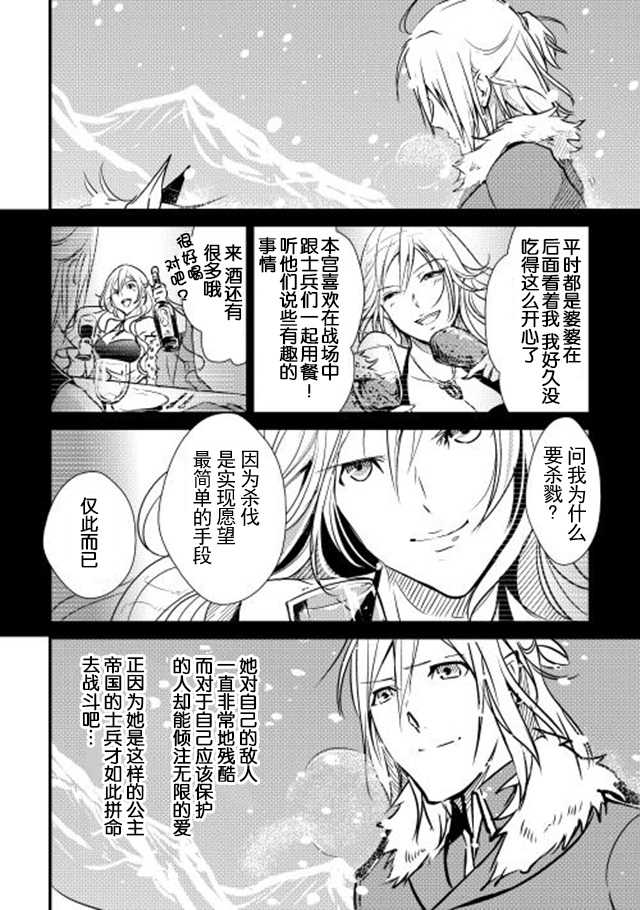 平时都是婆婆在
后面看着我 我好久没
吃得这么开心了
本宫喜欢在战场中
跟士兵们一起用餐！
听他们说些有趣的
事情
来 酒还有
很多哦
很好喝
对吧？
问我为什么
要杀戮？
因为杀伐
是实现愿望
最简单的手段
仅此而已
她对自己的敌人
一直非常地残酷
而对于自己应该保护
的人却能倾注无限的爱
正因为她是这样的公主
帝国的士兵才如此拼命
去战斗吧…